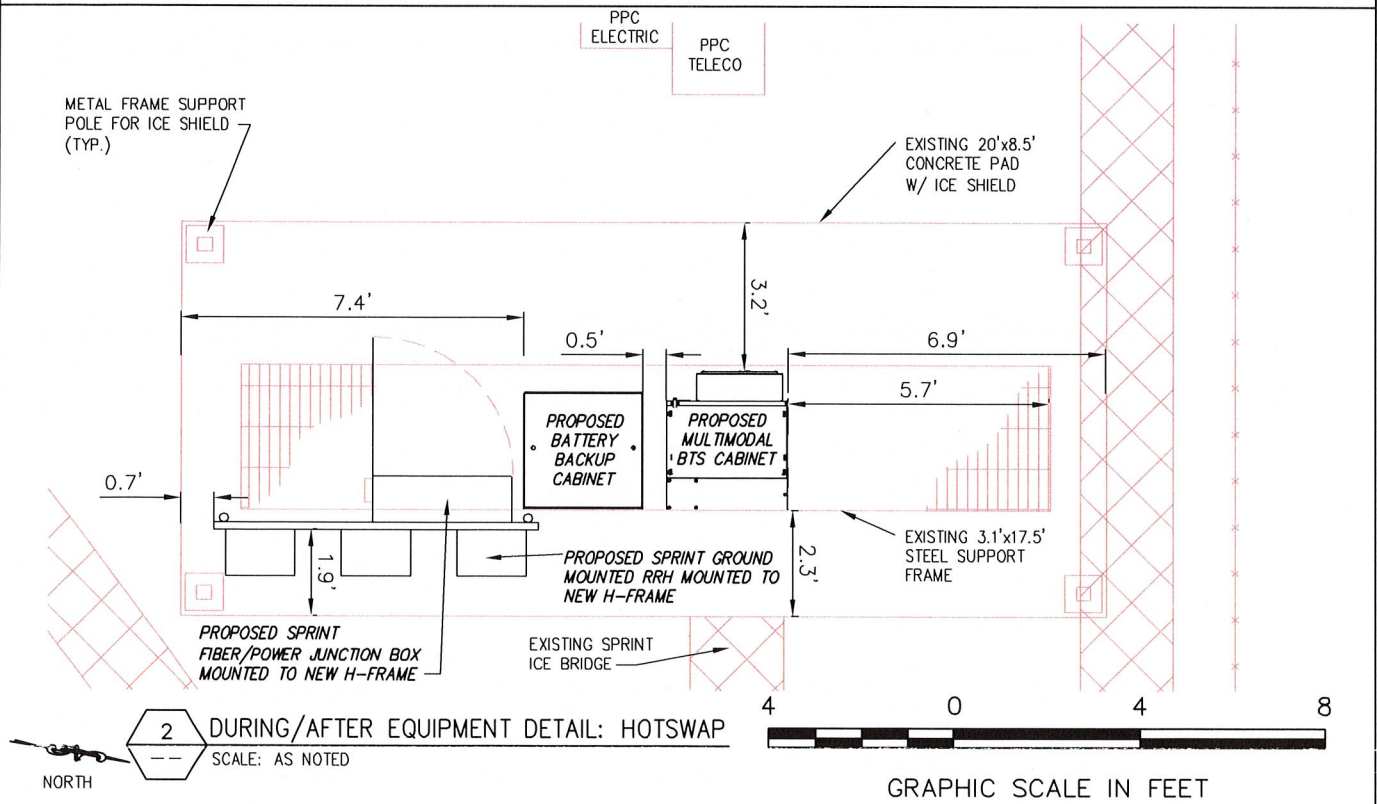 PPC
ELECTRIC
PPC
TELECO
METAL FRAME SUPPORT
POLE FOR ICE SHIELD
(TYP.)
EXISTING 20'x8.5'
CONCRETE PAD
W/ ICE SHIELD
7.4'
3.2'
0.5'
6.9'
5.7'
PROPOSED
BATTERY
BACKUP
CABINET
PROPOSED
MULTIMODAL
BTS CABINET
0.7'
1.9'
PROPOSED SPRINT GROUND
MOUNTED RRH MOUNTED TO
NEW H-FRAME
2.3'
EXISTING 3.1'x17.5'
STEEL SUPPORT
FRAME
PROPOSED SPRINT
FIBER/POWER JUNCTION BOX
MOUNTED TO NEW H-FRAME
EXISTING SPRINT
ICE BRIDGE
NORTH
2
--
DURING/AFTER EQUIPMENT DETAIL: HOTSWAP
SCALE: AS NOTED
4 0 4 8
GRAPHIC SCALE IN FEET